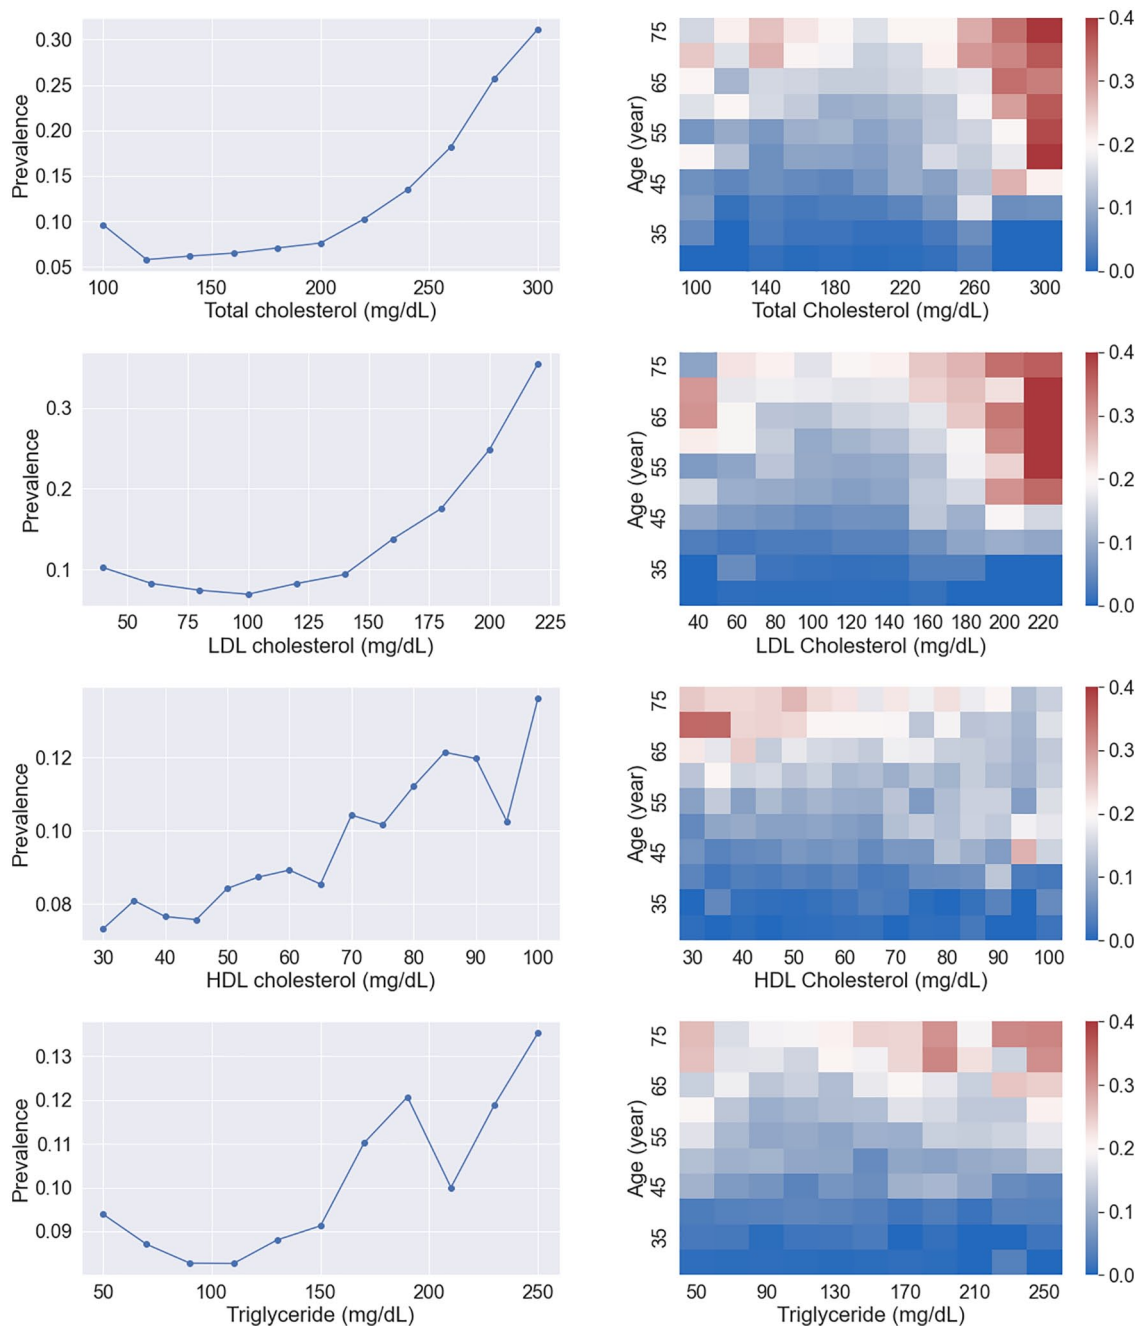 Prevalence
0.30
0.25
0.20
0.15
0.10
0.05
100 150 200 250 300
Total cholesterol (mg/dL)
Age (year)
75
65
55
45
35
100 140 180 220 260 300
Total Cholesterol (mg/dL)
0.4
0.3
0.2
0.1
0.0
Prevalence
0.3
0.2
0.1
50 75 100 125 150 175 200 225
LDL cholesterol (mg/dL)
Age (year)
75
65
55
45
35
40 60 80 100 120 140 160 180 200 220
LDL Cholesterol (mg/dL)
0.4
0.3
0.2
0.1
0.0
Prevalence
0.12
0.10
0.08
30 40 50 60 70 80 90 100
HDL cholesterol (mg/dL)
Age (year)
75
65
55
45
35
30 40 50 60 70 80 90 100
HDL Cholesterol (mg/dL)
0.4
0.3
0.2
0.1
0.0
Prevalence
0.13
0.12
0.11
0.10
0.09
50 100 150 200 250
Triglyceride (mg/dL)
Age (year)
75
65
55
45
35
50 90 130 170 210 250
Triglyceride (mg/dL)
0.4
0.3
0.2
0.1
0.0